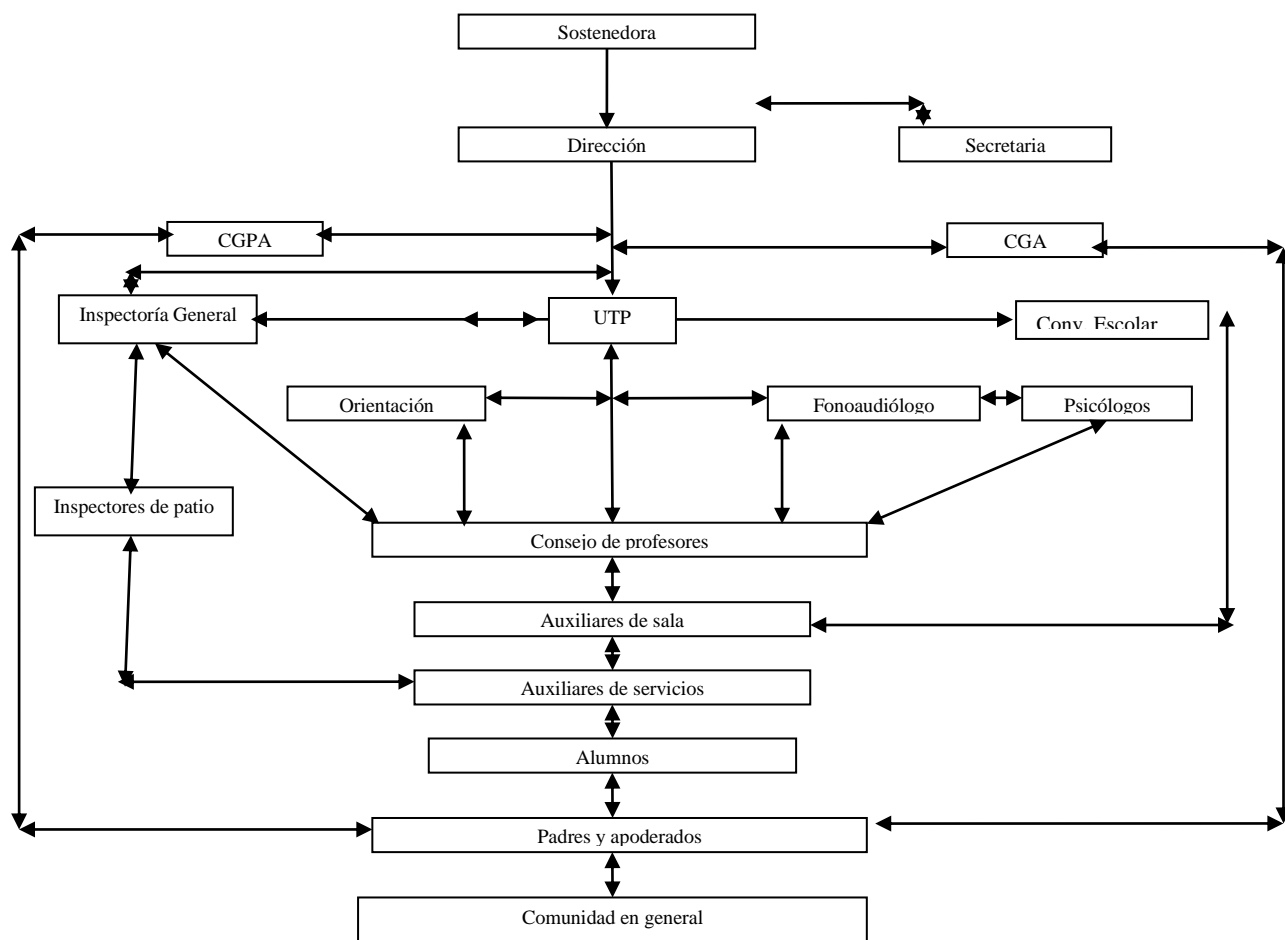 Sostenedora
Dirección
Secretaria
CGPA
CGA
Inspectoría General
UTP
Conv. Escolar
Orientación
Fonoaudiólogo
Psicólogos
Inspectores de patio
Consejo de profesores
Auxiliares de sala
Auxiliares de servicios
Alumnos
Padres y apoderados
Comunidad en general